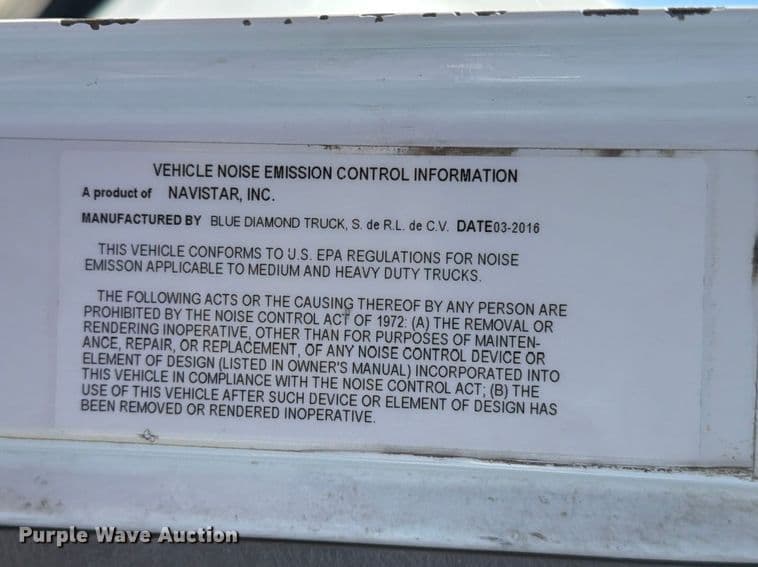 VEHICLE NOISE EMISSION CONTROL INFORMATION
A product of NAVISTAR, INC.
MANUFACTURED BY BLUE DIAMOND TRUCK, S. de R.L. de C.V. DATE03-2016
THIS VEHICLE CONFORMS TO U.S. EPA REGULATIONS FOR NOISE
EMISSON APPLICABLE TO MEDIUM AND HEAVY DUTY TRUCKS.
THE FOLLOWING ACTS OR THE CAUSING THEREOF BY ANY PERSON ARE
PROHIBITED BY THE NOISE CONTROL ACT OF 1972: (A) THE REMOVAL OR
RENDERING INOPERATIVE, OTHER THAN FOR PURPOSES OF MAINTEN-
ANCE, REPAIR, OR REPLACEMENT, OF ANY NOISE CONTROL DEVICE OR
ELEMENT OF DESIGN (LISTED IN OWNER'S MANUAL) INCORPORATED INTO
THIS VEHICLE IN COMPLIANCE WITH THE NOISE CONTROL ACT; (B) THE
USE OF THIS VEHICLE AFTER SUCH DEVICE OR ELEMENT OF DESIGN HAS
BEEN REMOVED OR RENDERED INOPERATIVE.
Purple Wave Auction